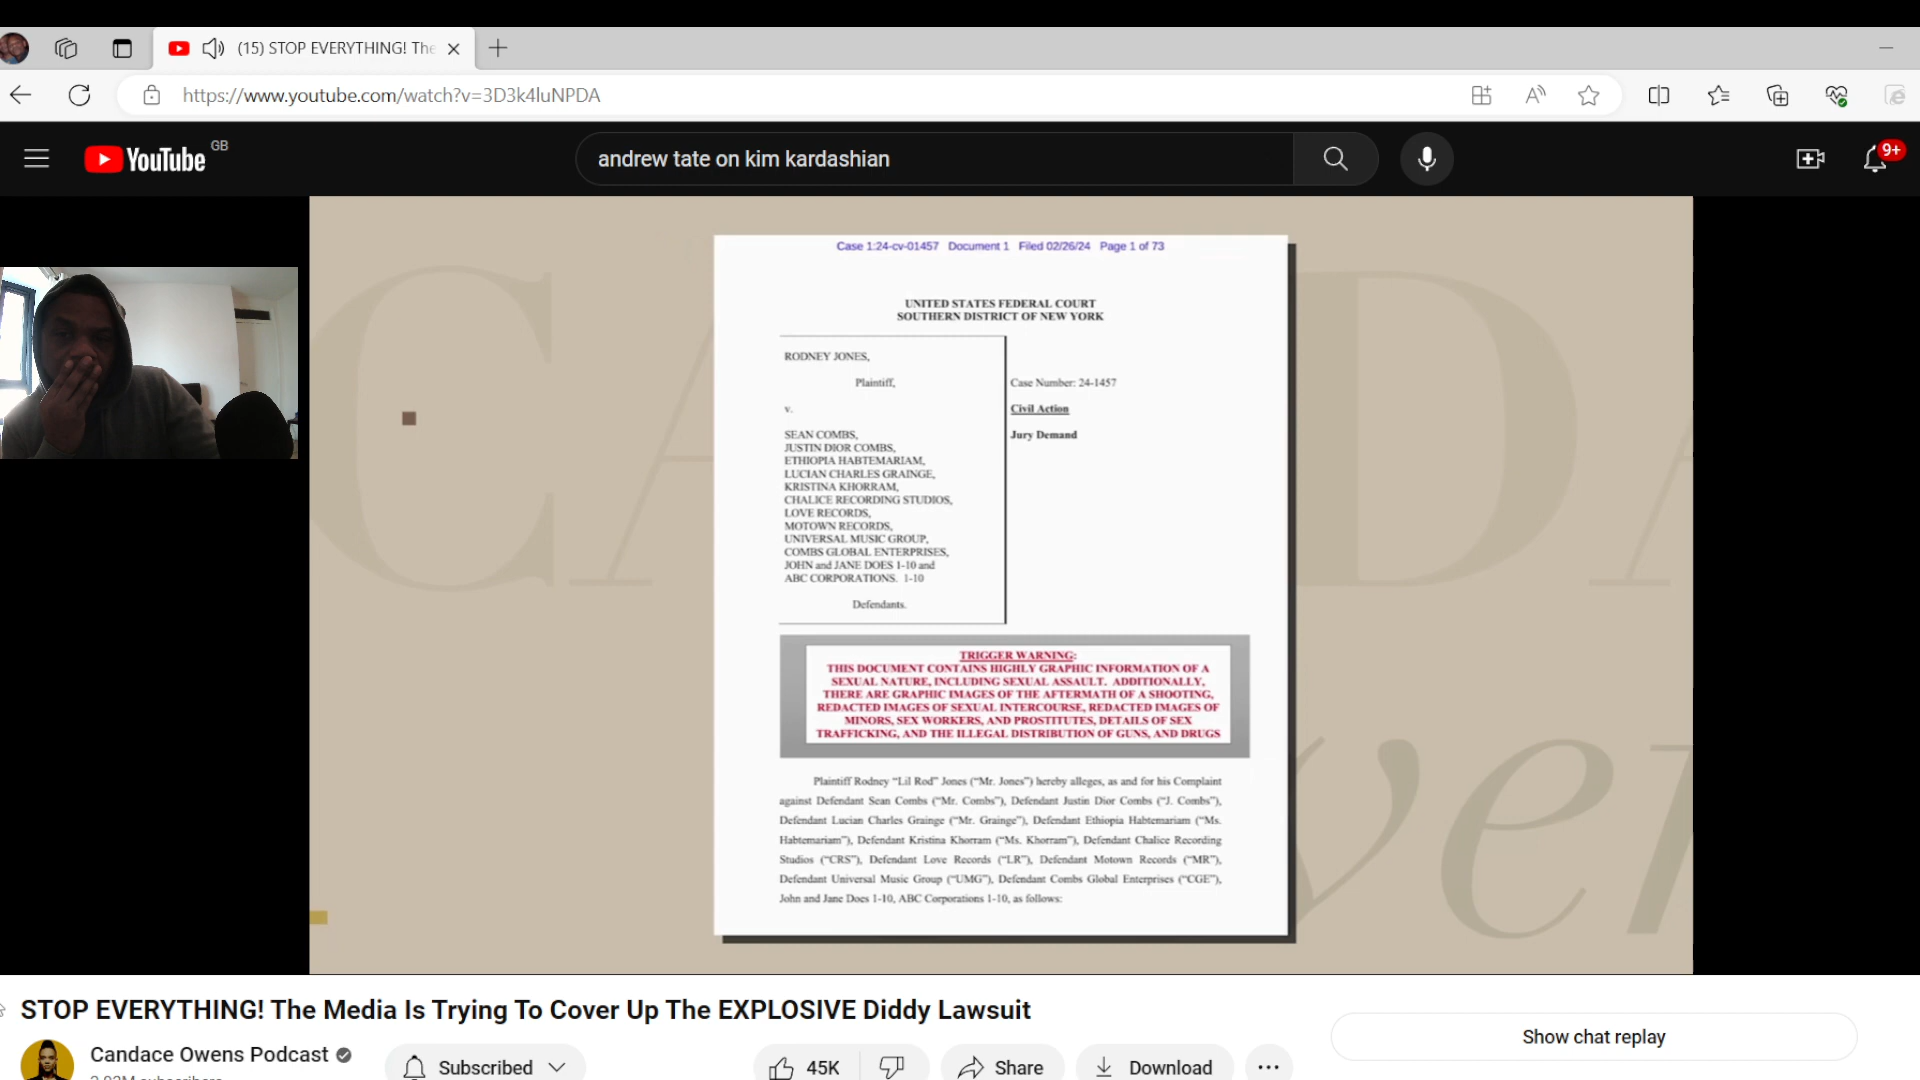 (15) STOP EVERYTHING! The
https://www.youtube.com/watch?v=3D3k4luNPDA
YouTube GB
andrew tate on kim kardashian
9+
Case 1:24-cv-01457 Document 1 Filed 02/26/24 Page 1 of 73
UNITED STATES FEDERAL COURT
SOUTHERN DISTRICT OF NEW YORK
RODNEY JONES,
Plaintiff,
v.
SEAN COMBS,
JUSTIN DIOR COMBS,
ETHIOPIA HABTEMARIAM,
LUCIAN CHARLES GRAINGE,
KRISTINA KHORRAM,
CHALICE RECORDING STUDIOS,
LOVE RECORDS,
MOTOWN RECORDS,
UNIVERSAL MUSIC GROUP,
COMBS GLOBAL ENTERPRISES,
JOHN and JANE DOES 1-10 and
ABC CORPORATIONS. 1-10
Defendants.
Case Number: 24-1457
Civil Action
Jury Demand
TRIGGER WARNING:
THIS DOCUMENT CONTAINS HIGHLY GRAPHIC INFORMATION OF A
SEXUAL NATURE, INCLUDING SEXUAL ASSAULT. ADDITIONALLY,
THERE ARE GRAPHIC IMAGES OF THE AFTERMATH OF A SHOOTING,
REDACTED IMAGES OF SEXUAL INTERCOURSE, REDACTED IMAGES OF
MINORS, SEX WORKERS, AND PROSTITUTES, DETAILS OF SEX
TRAFFICKING, AND THE ILLEGAL DISTRIBUTION OF GUNS, AND DRUGS
Plaintiff Rodney “Lil Rod” Jones (“Mr. Jones”) hereby alleges, as and for his Complaint
against Defendant Sean Combs (“Mr. Combs”), Defendant Justin Dior Combs (“J. Combs”),
Defendant Lucian Charles Grainge (“Mr. Grainge”), Defendant Ethiopia Habtemariam (“Ms.
Habtemariam”), Defendant Kristina Khorram (“Ms. Khorram”), Defendant Chalice Recording
Studios (“CRS”), Defendant Love Records (“LR”), Defendant Motown Records (“MR”),
Defendant Universal Music Group (“UMG”), Defendant Combs Global Enterprises (“CGE”),
John and Jane Does 1-10, ABC Corporations 1-10, as follows:
STOP EVERYTHING! The Media Is Trying To Cover Up The EXPLOSIVE Diddy Lawsuit
Show chat replay
Candace Owens Podcast
Subscribed
45K
Share
Download